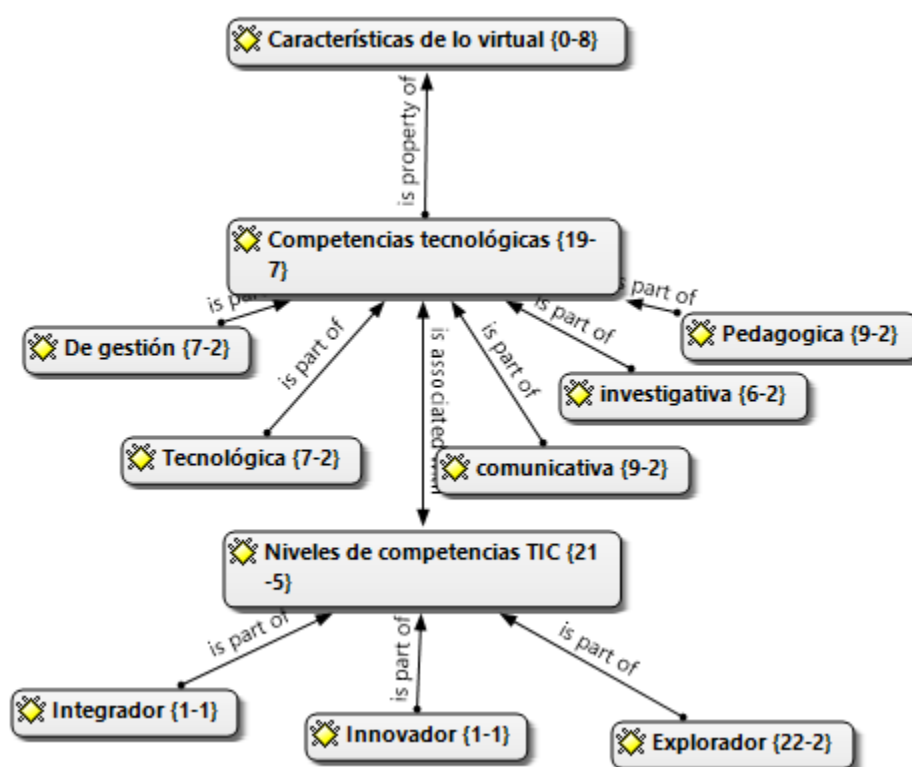 Características de lo virtual {0-8}
is property of
Competencias tecnológicas {19-
7}
is part
is part of
is associated
is part of
is part of
part of
De gestión {7-2}
Pedagogica {9-2}
investigativa {6-2}
Tecnológica {7-2}
comunicativa {9-2}
Niveles de competencias TIC {21
-5}
is part of
is part of
is part of
Integrador {1-1}
Innovador {1-1}
Explorador {22-2}